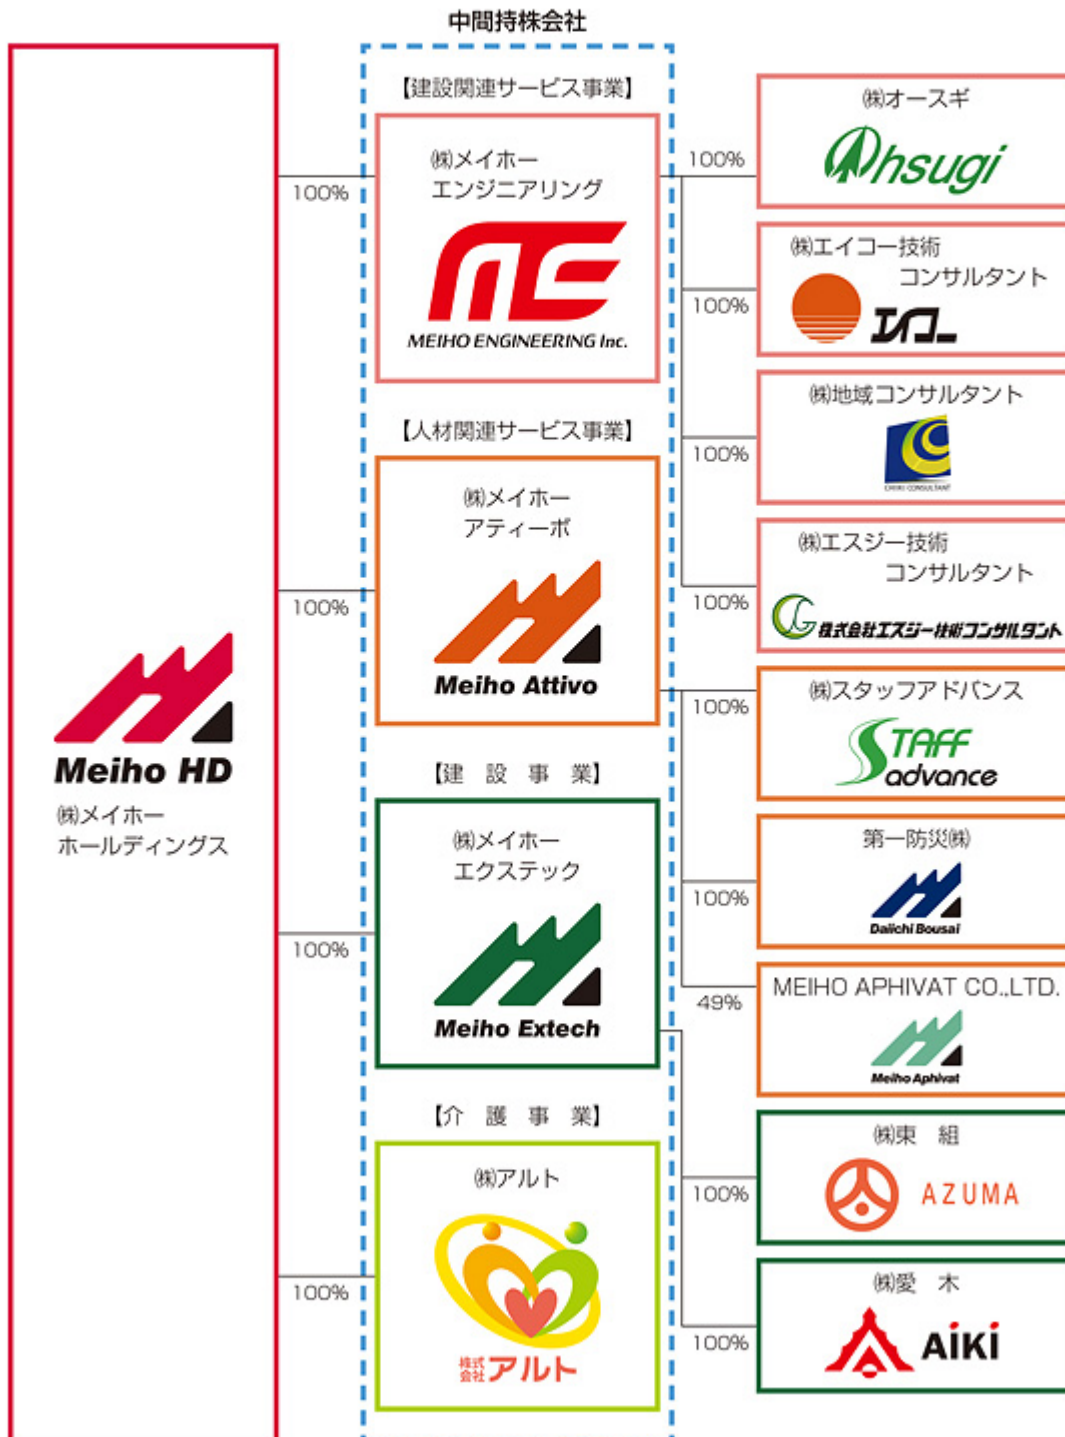 中間持株会社
【建設関連サービス事業】
㈱メイホー
エンジニアリング
MEIHO ENGINEERING Inc.
100%
【人材関連サービス事業】
㈱メイホー
アティーボ
Meiho Attivo
100%
Meiho HD
㈱メイホー
ホールディングス
【建 設 事 業】
㈱メイホー
エクステック
Meiho Extech
100%
【介 護 事 業】
㈱アルト
株式
会社アルト
100%
100%
㈱オースギ
Ohsugi
100%
㈱エイコー技術
コンサルタント
エイコー
100%
㈱地域コンサルタント
CHIIKI CONSULTANT
100%
㈱エスジー技術
コンサルタント
株式会社エスジー技術コンサルタント
100%
㈱スタッフアドバンス
STAFF
advance
100%
第一防災㈱
Daiichi Bousai
49%
MEIHO APHIVAT CO.,LTD.
Meiho Aphivat
100%
㈱東 組
AZUMA
100%
㈱愛 木
AiKi